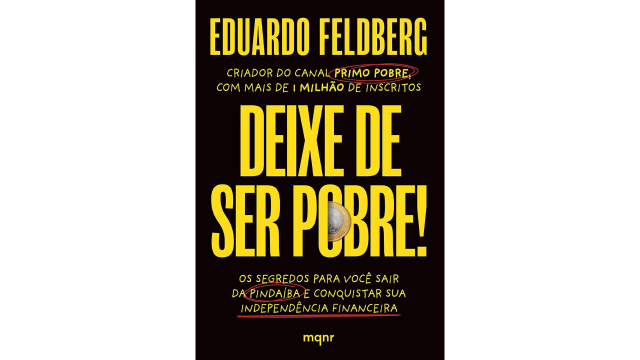 EDUARDO FELDBERG
CRIADOR DO CANAL PRIMO POBRE,
COM MAIS DE 1 MILHÃO DE INSCRITOS
DEIXE DE
SER POBRE!
OS SEGREDOS PARA VOCÊ SAIR
DA PINDAÍBA E CONQUISTAR SUA
INDEPENDÊNCIA FINANCEIRA
mqnr